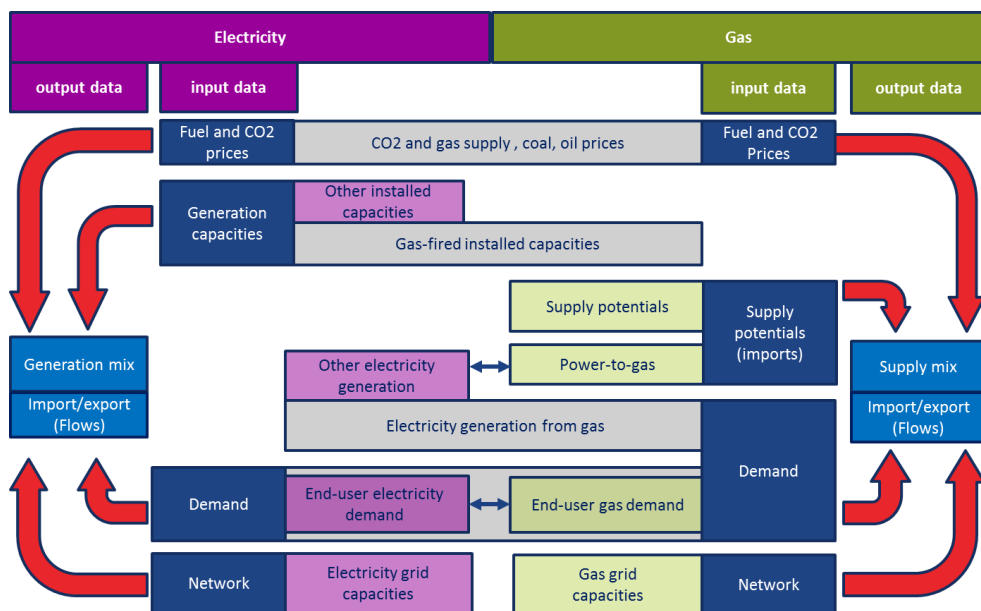 Electricity
Gas
output data
input data
input data
output data
Fuel and CO2
prices
CO2 and gas supply , coal, oil prices
Fuel and CO2
Prices
Generation
capacities
Other installed
capacities
Gas-fired installed capacities
Supply potentials
Supply
potentials
(imports)
Power-to-gas
Generation mix
Import/export
(Flows)
Other electricity
generation
Supply mix
Import/export
(Flows)
Electricity generation from gas
Demand
Demand
End-user electricity
demand
End-user gas demand
Network
Electricity grid
capacities
Gas grid
capacities
Network